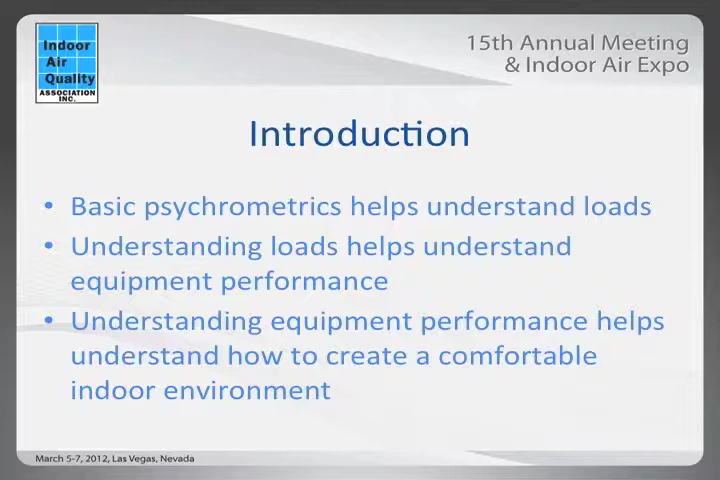 Indoor
Air
Quality
ASSOCIATION
INC.
15th Annual Meeting
& Indoor Air Expo
Introduction
• Basic psychrometrics helps understand loads
• Understanding loads helps understand
equipment performance
• Understanding equipment performance helps
understand how to create a comfortable
indoor environment
March 5-7, 2012, Las Vegas, Nevada